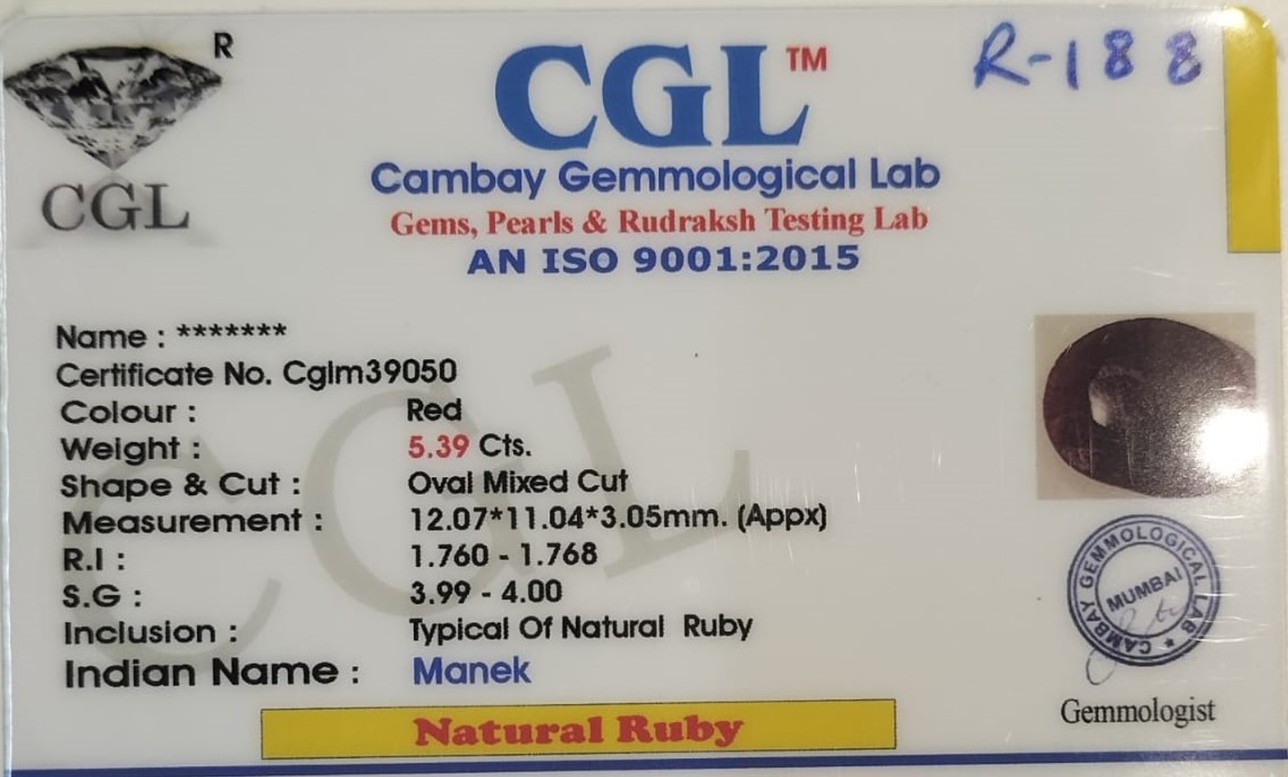 R
CGL
CGL™
R-188
Cambay Gemmological Lab
Gems, Pearls & Rudraksh Testing Lab
AN ISO 9001:2015
Name : *******
Certificate No. Cglm39050
Colour : Red
Weight : 5.39 Cts.
Shape & Cut : Oval Mixed Cut
Measurement : 12.07*11.04*3.05mm. (Appx)
R.I : 1.760 - 1.768
S.G : 3.99 - 4.00
Inclusion : Typical Of Natural Ruby
Indian Name : Manek
Natural Ruby
CGL
CAMBAY GEMMOLOGICAL LAB ★
MUMBAI
Gemmologist